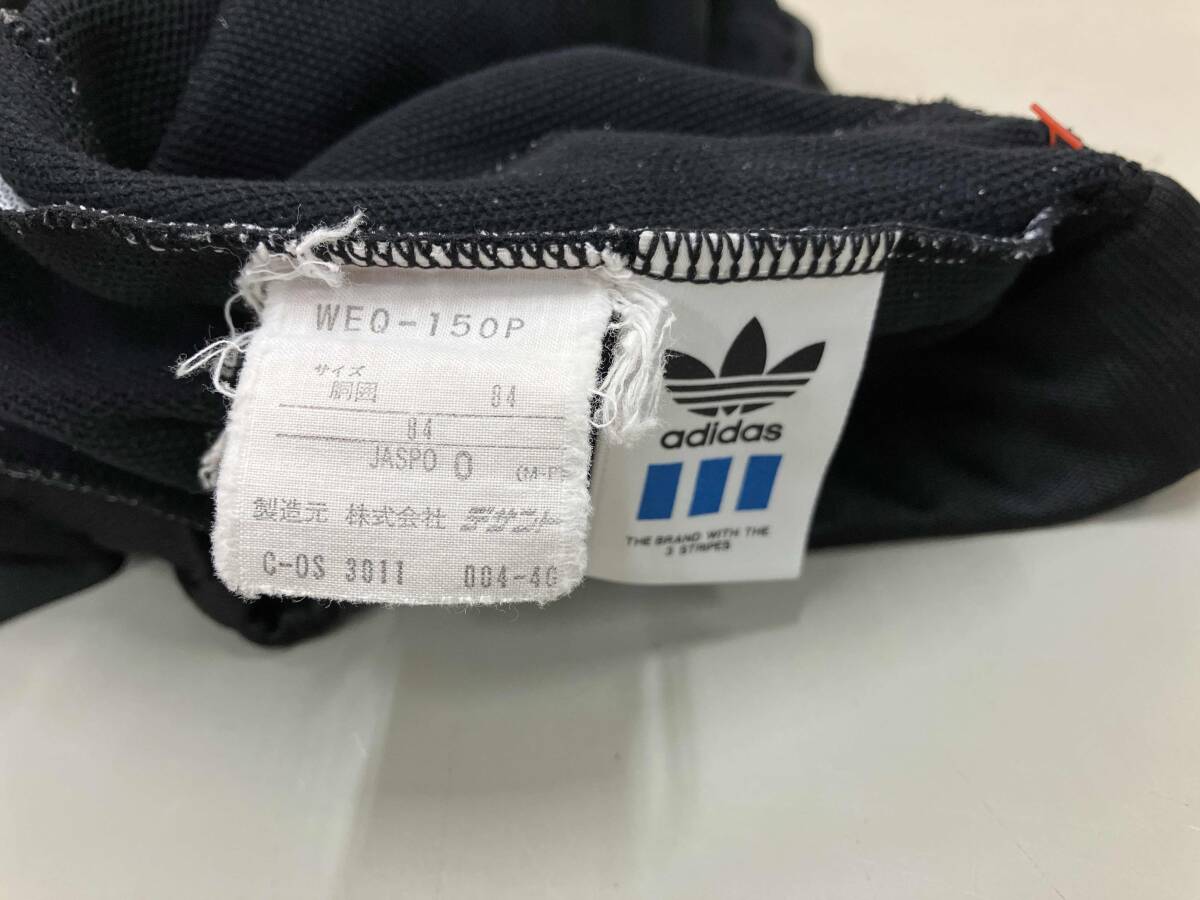 WEQ-150P
サイズ
胴囲 84
84
JASPO O (M-P
製造元 株式会社 デサント
C-OS 3011 004-4G
adidas
THE BRAND WITH THE
3 STRIPES